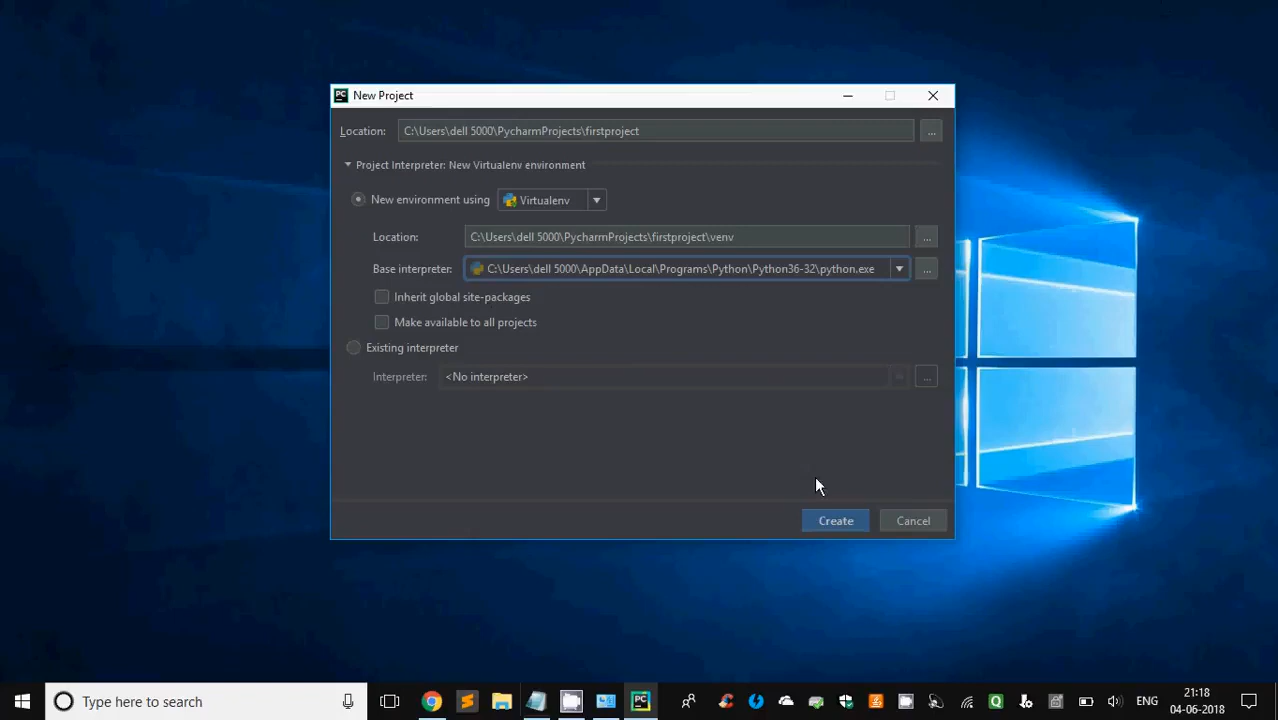 PC New Project
Location: C:\Users\dell 5000\PycharmProjects\firstproject ...
Project Interpreter: New Virtualenv environment
New environment using Virtualenv
Location: C:\Users\dell 5000\PycharmProjects\firstproject\venv ...
Base interpreter: C:\Users\dell 5000\AppData\Local\Programs\Python\Python36-32\python.exe ...
Inherit global site-packages
Make available to all projects
Existing interpreter
Interpreter: <No interpreter> ...
Create Cancel
Type here to search PC ENG 21:18
04-06-2018